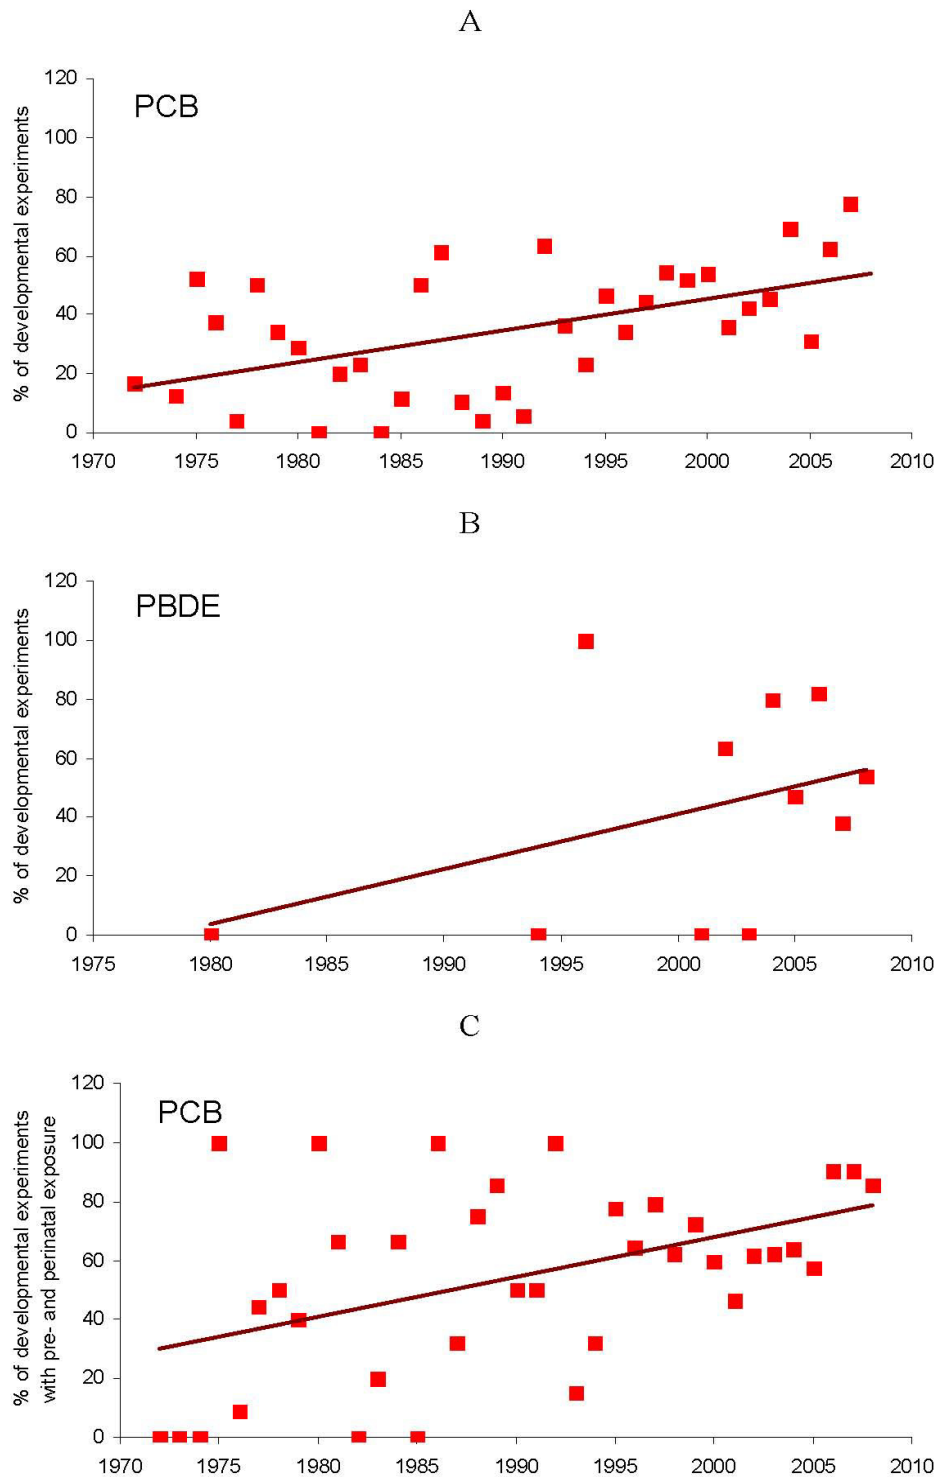 A
% of developmental experiments
120
100
80
60
40
20
0
PCB
1970 1975 1980 1985 1990 1995 2000 2005 2010
B
% of developmental experiments
120
100
80
60
40
20
0
PBDE
1975 1980 1985 1990 1995 2000 2005 2010
C
% of developmental experiments
with pre- and perinatal exposure
120
100
80
60
40
20
0
PCB
1970 1975 1980 1985 1990 1995 2000 2005 2010